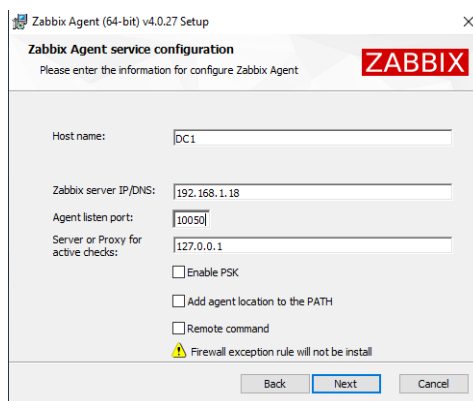 Zabbix Agent (64-bit) v4.0.27 Setup
Zabbix Agent service configuration
Please enter the information for configure Zabbix Agent
ZABBIX
Host name:
DC1
Zabbix server IP/DNS:
192.168.1.18
Agent listen port:
10050
Server or Proxy for active checks:
127.0.0.1
Enable PSK
Add agent location to the PATH
Remote command
Firewall exception rule will not be install
Back
Next
Cancel